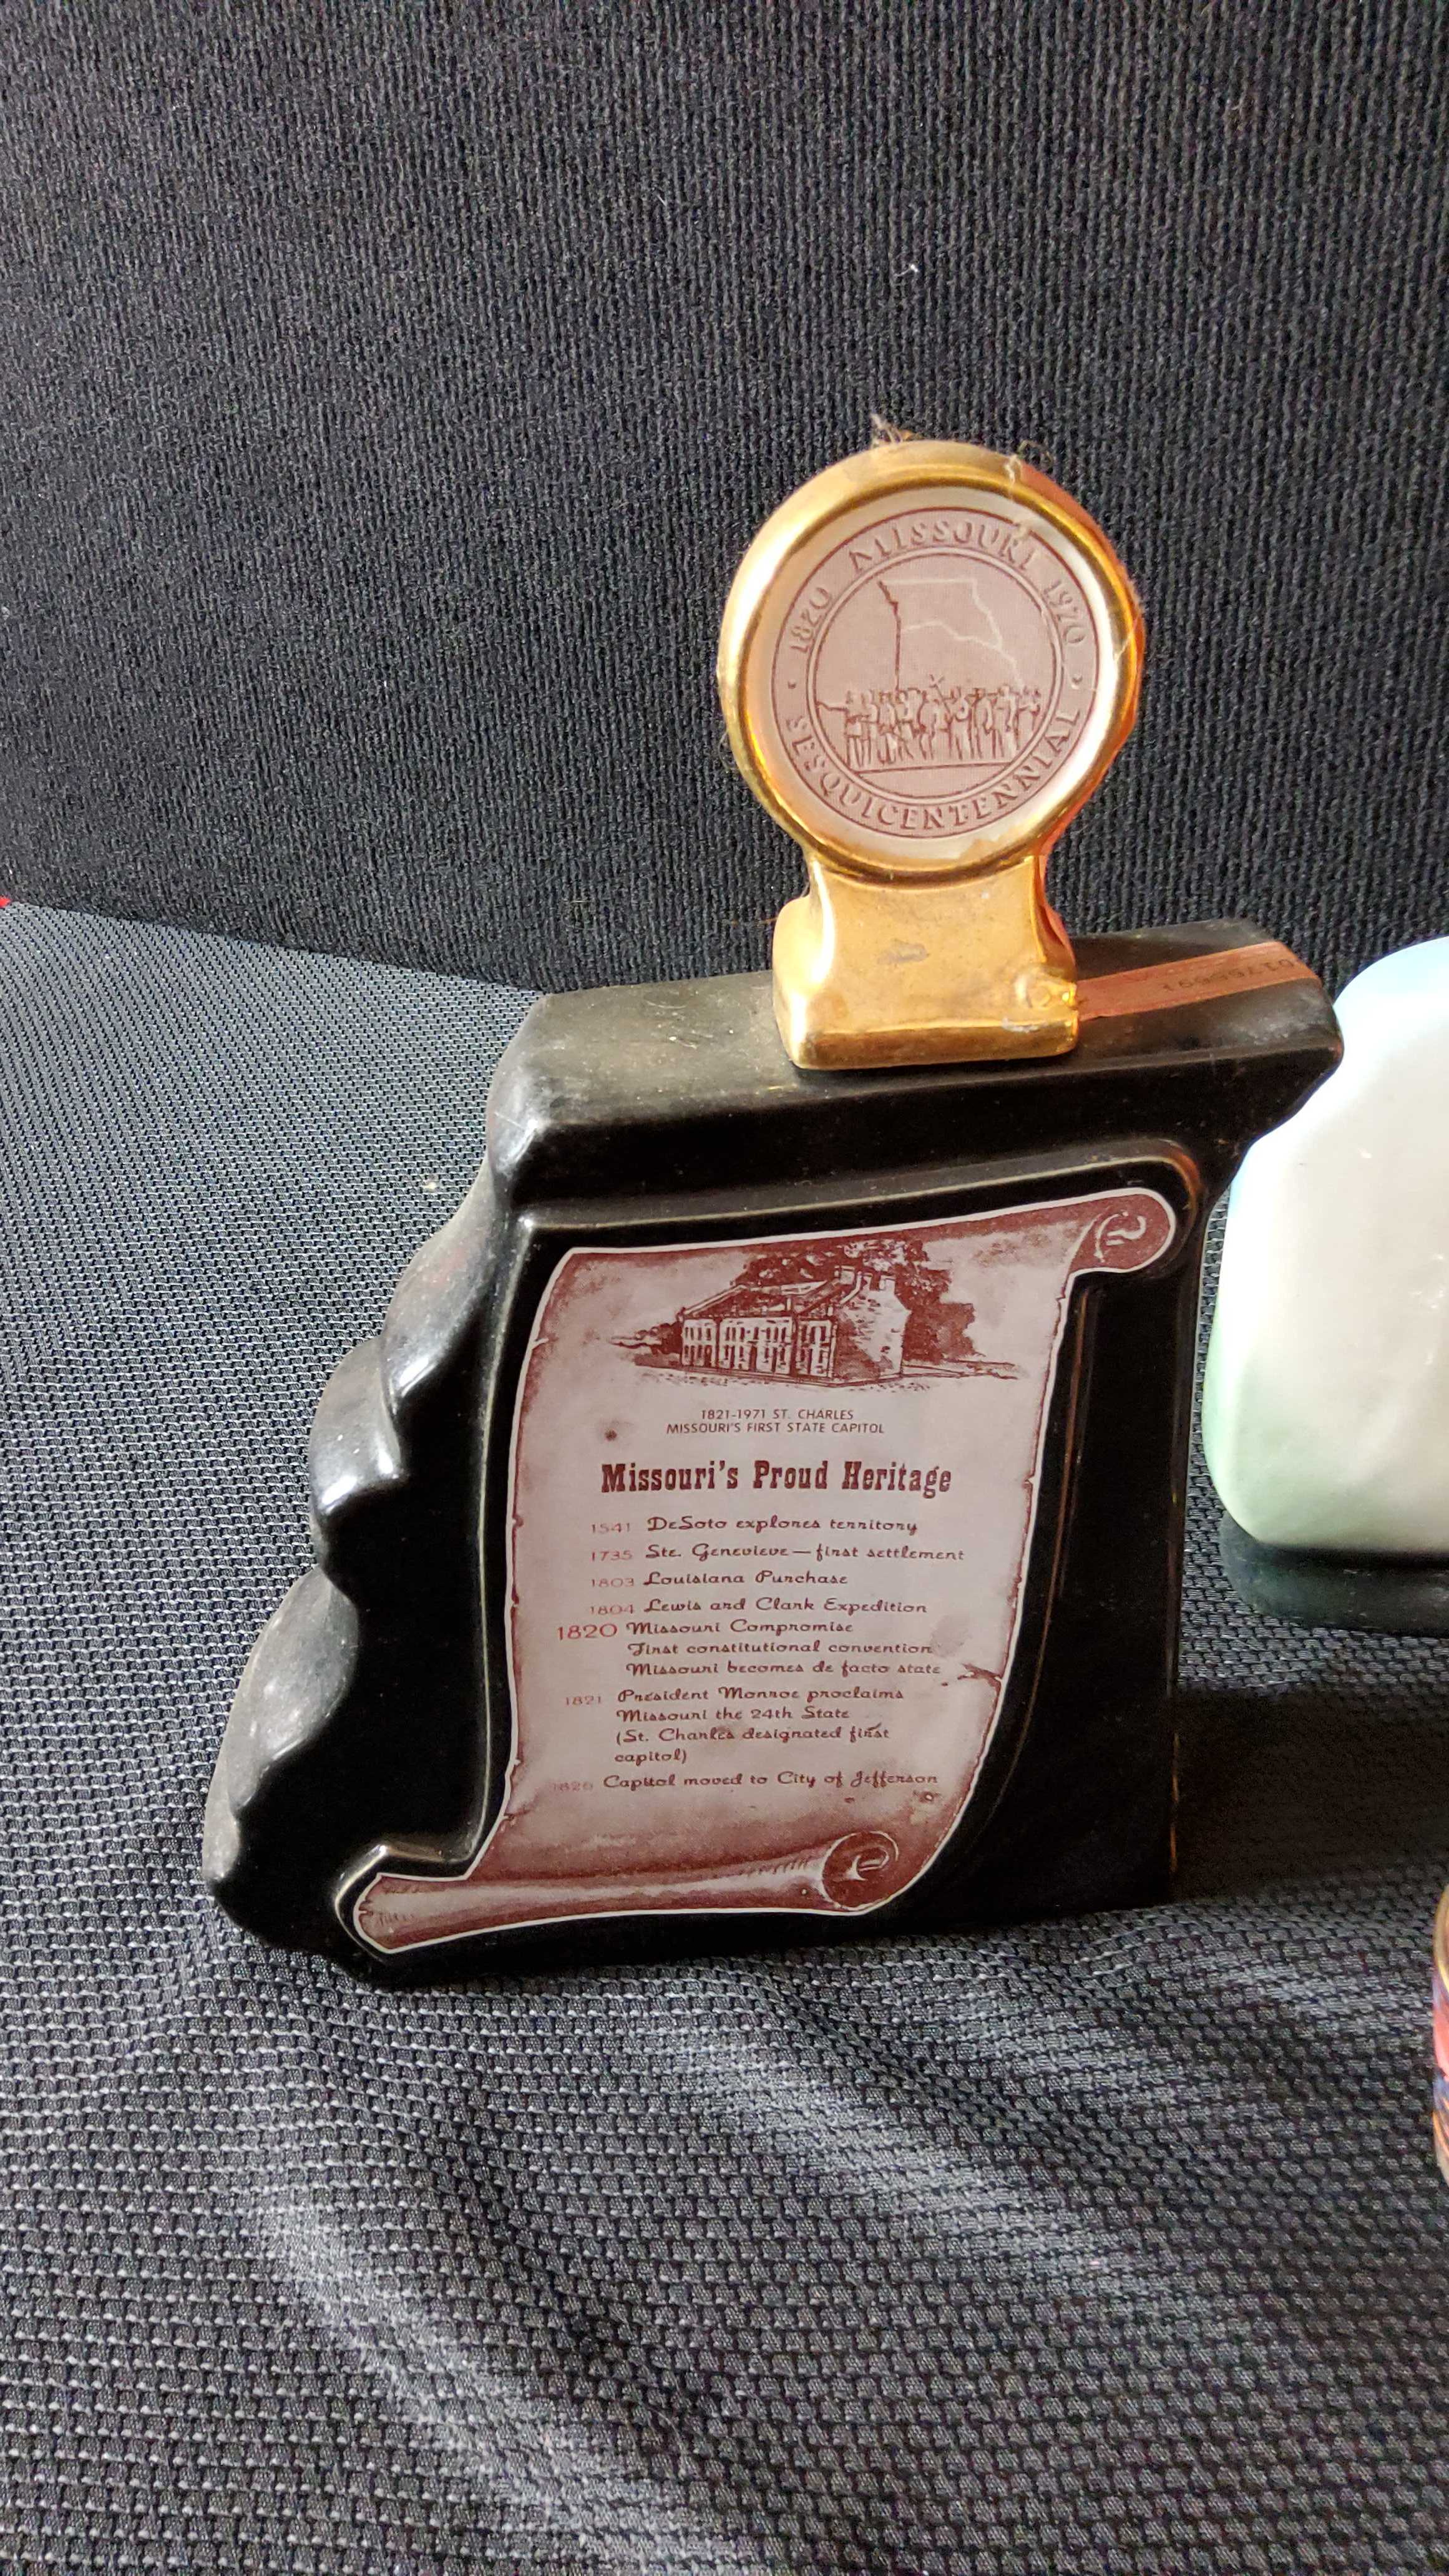 1820 MISSOURI 1970
• SESQUICENTENNIAL •
1821-1971 ST. CHARLES
MISSOURI'S FIRST STATE CAPITOL
Missouri's Proud Heritage
1541 DeSoto explores territory
1735 Ste. Genevieve — first settlement
1803 Louisiana Purchase
1804 Lewis and Clark Expedition
1820 Missouri Compromise
First constitutional convention
Missouri becomes de facto state
1821 President Monroe proclaims
Missouri the 24th State
(St. Charles designated first
capitol)
1826 Capitol moved to City of Jefferson